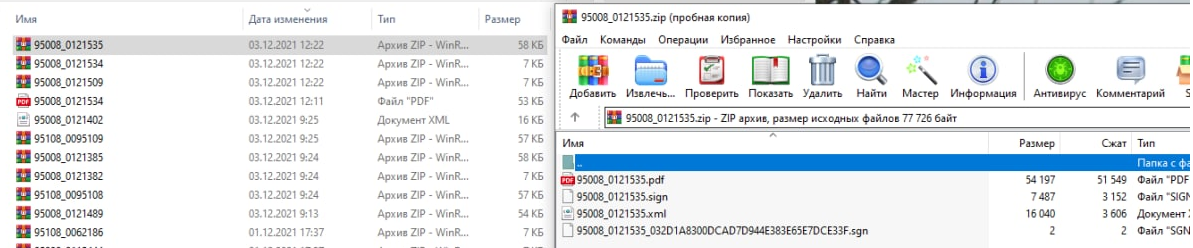 Имя Дата изменения Тип Размер
95008_0121535 03.12.2021 12:22 Архив ZIP - WinR... 58 КБ
95008_0121534 03.12.2021 12:22 Архив ZIP - WinR... 7 КБ
95008_0121509 03.12.2021 12:22 Архив ZIP - WinR... 7 КБ
95008_0121534 03.12.2021 12:11 Файл "PDF" 53 КБ
95008_0121402 03.12.2021 9:25 Документ XML 16 КБ
95108_0095109 03.12.2021 9:25 Архив ZIP - WinR... 57 КБ
95008_0121385 03.12.2021 9:24 Архив ZIP - WinR... 58 КБ
95008_0121382 03.12.2021 9:24 Архив ZIP - WinR... 7 КБ
95108_0095108 03.12.2021 9:24 Архив ZIP - WinR... 57 КБ
95008_0121489 03.12.2021 9:13 Архив ZIP - WinR... 54 КБ
95108_0062186 01.12.2021 17:37 Архив ZIP - WinR... 7 КБ
95008_0121535.zip (пробная копия)
Файл Команды Операции Избранное Настройки Справка
Добавить Извлечь... Проверить Показать Удалить Найти Мастер Информация Антивирус Комментарий S
95008_0121535.zip - ZIP архив, размер исходных файлов 77 726 байт
Имя Размер Сжат Тип
.. Папка с фа
95008_0121535.pdf 54 197 51 549 Файл "PDF
95008_0121535.sign 7 487 3 152 Файл "SIGN
95008_0121535.xml 16 040 3 606 Документ X
95008_0121535_032D1A8300DCAD7D944E383E65E7DCE33F.sgn 2 2 Файл "SGN